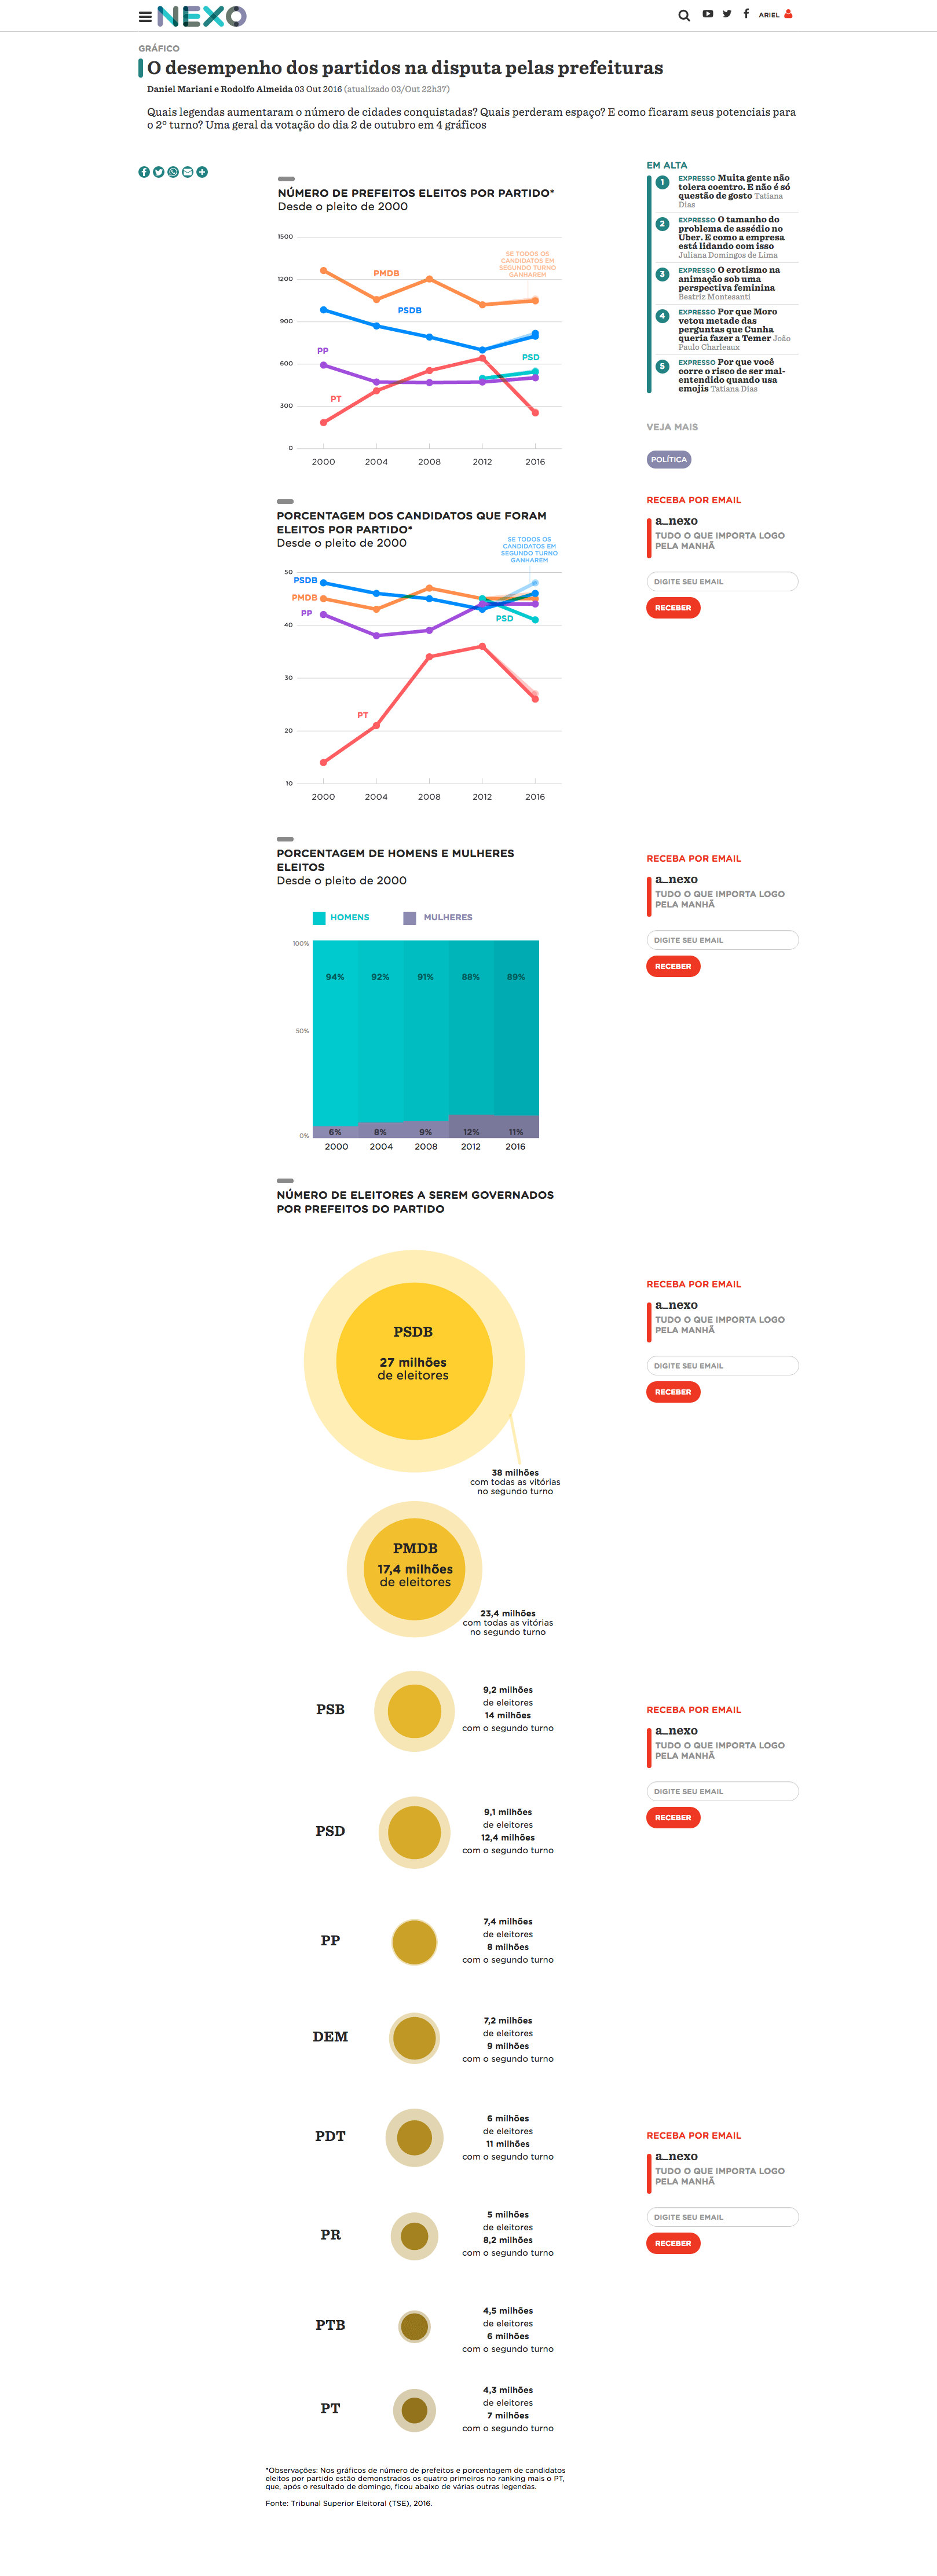 NEXO
ARIEL
GRÁFICO
O desempenho dos partidos na disputa pelas prefeituras
Daniel Mariani e Rodolfo Almeida 03 Out 2016 (atualizado 03/Out 22h37)
Quais legendas aumentaram o número de cidades conquistadas? Quais perderam espaço? E como ficaram seus potenciais para
o 2º turno? Uma geral da votação do dia 2 de outubro em 4 gráficos
EM ALTA
1 EXPRESSO Muita gente não
tolera coentro. E não é só
questão de gosto Tatiana
Dias
2 EXPRESSO O tamanho do
problema de assédio no
Uber. E como a empresa
está lidando com isso
Juliana Domingos de Lima
3 EXPRESSO O erotismo na
animação sob uma
perspectiva feminina
Beatriz Montesanti
4 EXPRESSO Por que Moro
vetou metade das
perguntas que Cunha
queria fazer a Temer João
Paulo Charleaux
5 EXPRESSO Por que você
corre o risco de ser mal-
entendido quando usa
emojis Tatiana Dias
VEJA MAIS
POLÍTICA
NÚMERO DE PREFEITOS ELEITOS POR PARTIDO*
Desde o pleito de 2000
1500
SE TODOS OS
CANDIDATOS EM
SEGUNDO TURNO
GANHAREM
PMDB
1200
PSDB
900
PP
PSD
600
PT
300
0
2000 2004 2008 2012 2016
RECEBA POR EMAIL
a_nexo
TUDO O QUE IMPORTA LOGO
PELA MANHÃ
DIGITE SEU EMAIL
RECEBER
PORCENTAGEM DOS CANDIDATOS QUE FORAM
ELEITOS POR PARTIDO*
Desde o pleito de 2000
SE TODOS OS
CANDIDATOS EM
SEGUNDO TURNO
GANHAREM
50
PSDB
PMDB
PP
PSD
40
30
PT
20
10
2000 2004 2008 2012 2016
PORCENTAGEM DE HOMENS E MULHERES
ELEITOS
Desde o pleito de 2000
HOMENS MULHERES
100%
94% 92% 91% 88% 89%
50%
6% 8% 9% 12% 11%
0%
2000 2004 2008 2012 2016
RECEBA POR EMAIL
a_nexo
TUDO O QUE IMPORTA LOGO
PELA MANHÃ
DIGITE SEU EMAIL
RECEBER
NÚMERO DE ELEITORES A SEREM GOVERNADOS
POR PREFEITOS DO PARTIDO
PSDB
27 milhões
de eleitores
38 milhões
com todas as vitórias
no segundo turno
RECEBA POR EMAIL
a_nexo
TUDO O QUE IMPORTA LOGO
PELA MANHÃ
DIGITE SEU EMAIL
RECEBER
PMDB
17,4 milhões
de eleitores
23,4 milhões
com todas as vitórias
no segundo turno
PSB
9,2 milhões
de eleitores
14 milhões
com o segundo turno
RECEBA POR EMAIL
a_nexo
TUDO O QUE IMPORTA LOGO
PELA MANHÃ
DIGITE SEU EMAIL
RECEBER
PSD
9,1 milhões
de eleitores
12,4 milhões
com o segundo turno
PP
7,4 milhões
de eleitores
8 milhões
com o segundo turno
DEM
7,2 milhões
de eleitores
9 milhões
com o segundo turno
PDT
6 milhões
de eleitores
11 milhões
com o segundo turno
RECEBA POR EMAIL
a_nexo
TUDO O QUE IMPORTA LOGO
PELA MANHÃ
DIGITE SEU EMAIL
RECEBER
PR
5 milhões
de eleitores
8,2 milhões
com o segundo turno
PTB
4,5 milhões
de eleitores
6 milhões
com o segundo turno
PT
4,3 milhões
de eleitores
7 milhões
com o segundo turno
*Observações: Nos gráficos de número de prefeitos e porcentagem de candidatos
eleitos por partido estão demonstrados os quatro primeiros no ranking mais o PT,
que, após o resultado de domingo, ficou abaixo de várias outras legendas.
Fonte: Tribunal Superior Eleitoral (TSE), 2016.